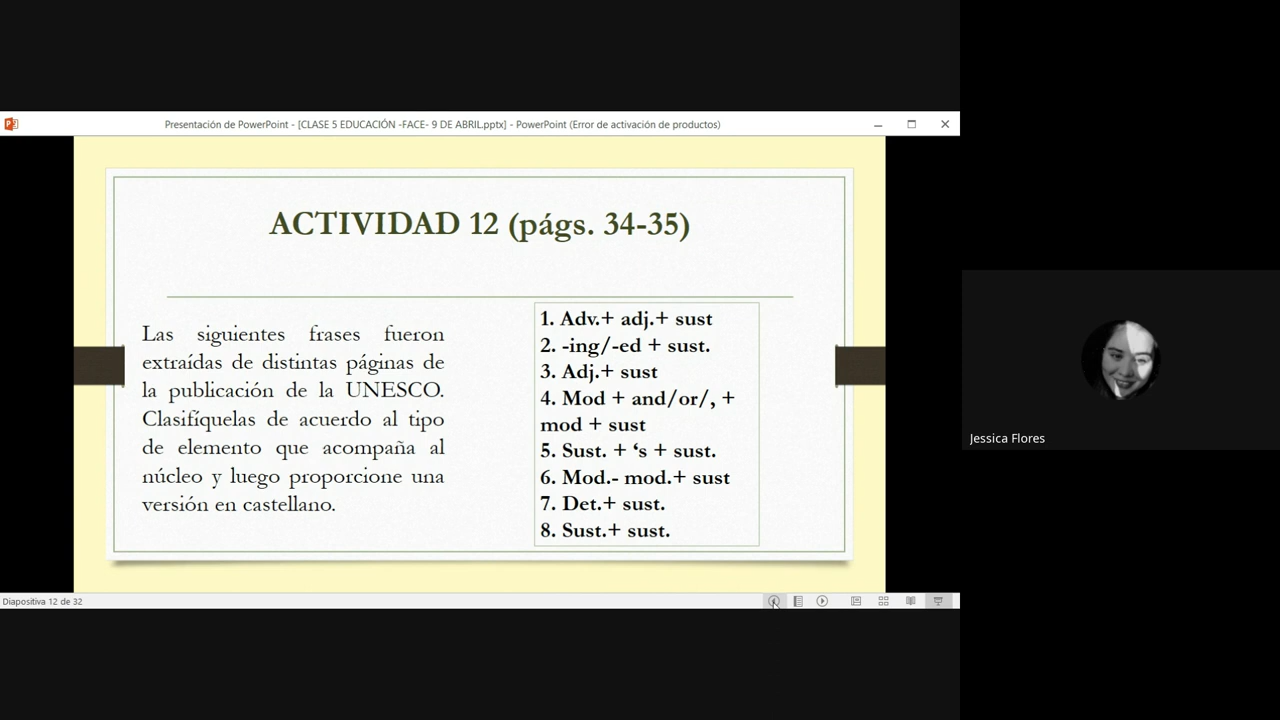 Presentación de PowerPoint - [CLASE 5 EDUCACIÓN -FACE- 9 DE ABRIL.pptx] - PowerPoint (Error de activación de productos)
ACTIVIDAD 12 (págs. 34-35)
Las siguientes frases fueron
extraídas de distintas páginas de
la publicación de la UNESCO.
Clasifíquelas de acuerdo al tipo
de elemento que acompaña al
núcleo y luego proporcione una
versión en castellano.
1. Adv.+ adj.+ sust
2. -ing/-ed + sust.
3. Adj.+ sust
4. Mod + and/or/, +
mod + sust
5. Sust. + ‘s + sust.
6. Mod.- mod.+ sust
7. Det.+ sust.
8. Sust.+ sust.
Jessica Flores
Diapositiva 12 de 32